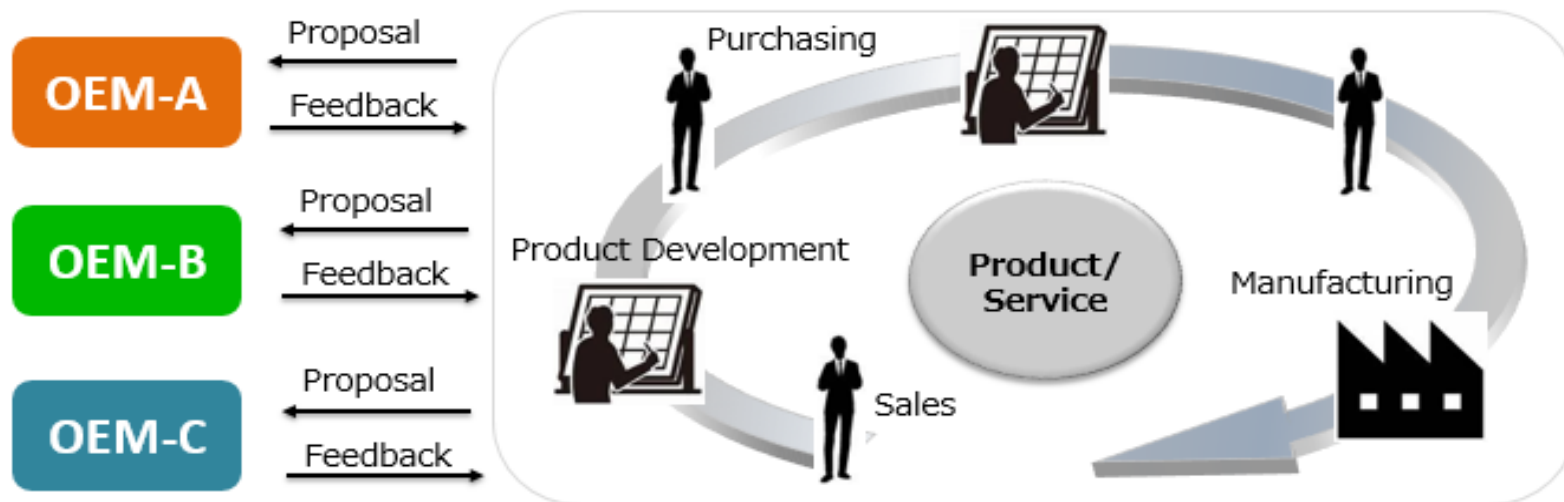 OEM-A
Proposal
Feedback
OEM-B
Proposal
Feedback
OEM-C
Proposal
Feedback
Purchasing
Product Development
Product/
Service
Manufacturing
Sales